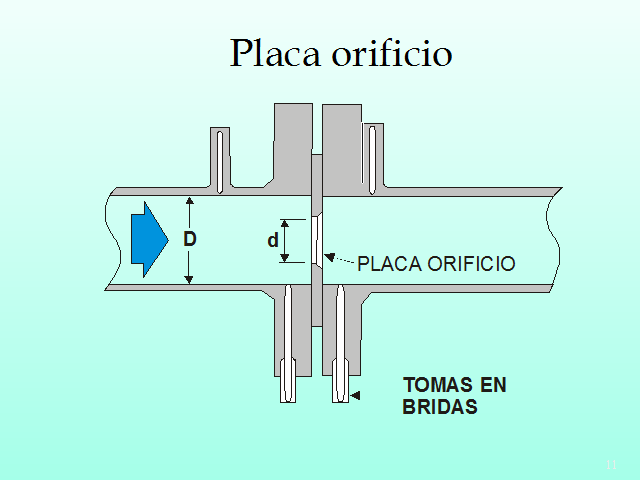 Placa orificio
D
d
PLACA ORIFICIO
TOMAS EN
BRIDAS